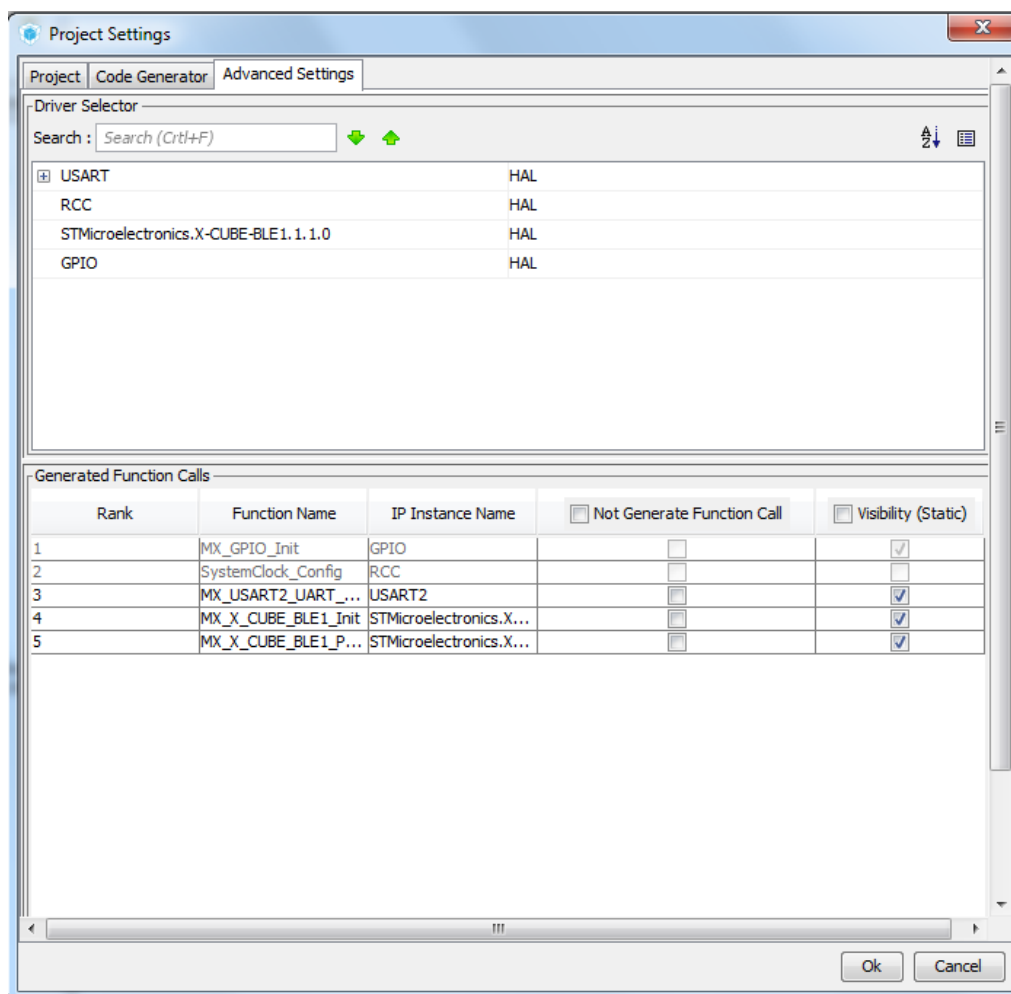 Project Settings
Project Code Generator Advanced Settings
Driver Selector
Search : Search (Crtl+F)
USART HAL
RCC HAL
STMicroelectronics.X-CUBE-BLE1.1.1.0 HAL
GPIO HAL
Generated Function Calls
Rank Function Name IP Instance Name Not Generate Function Call Visibility (Static)
1 MX_GPIO_Init GPIO
2 SystemClock_Config RCC
3 MX_USART2_UART_... USART2
4 MX_X_CUBE_BLE1_Init STMicroelectronics.X...
5 MX_X_CUBE_BLE1_P... STMicroelectronics.X...
Ok Cancel